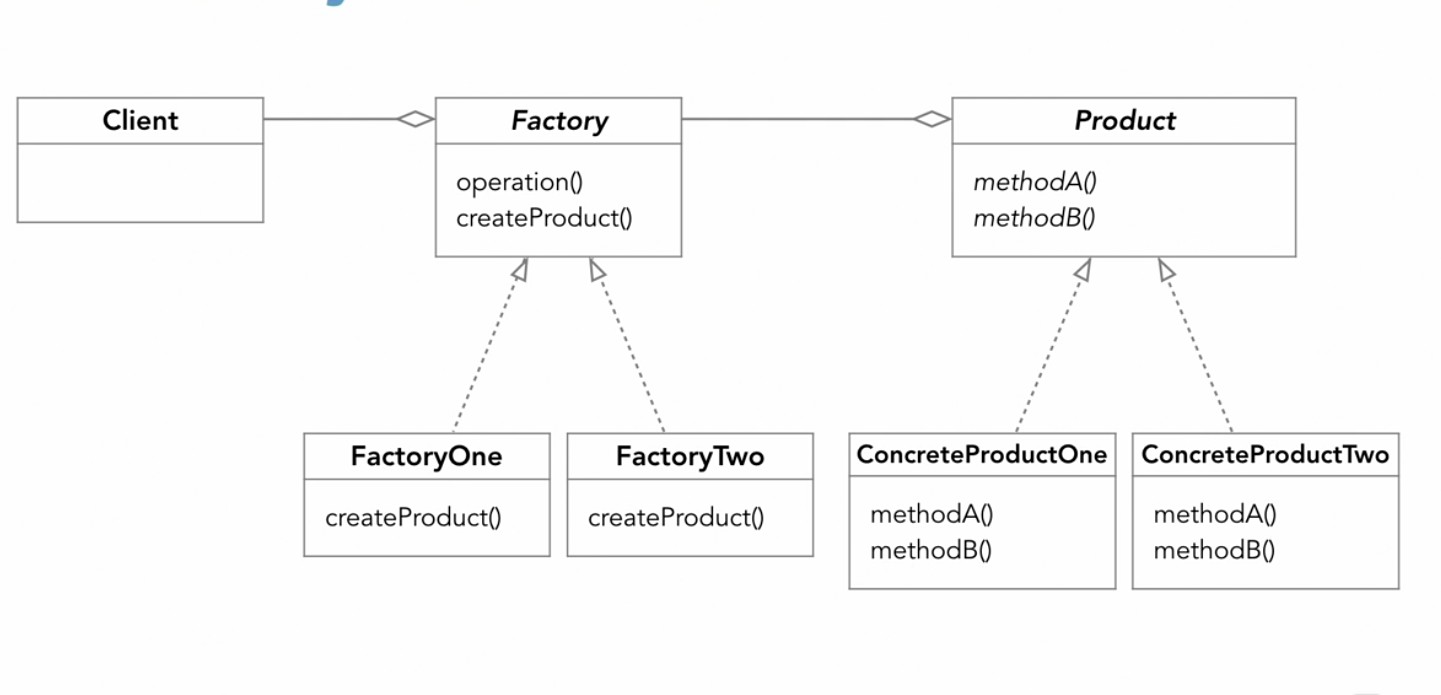 Client
Factory
operation()
createProduct()
Product
methodA()
methodB()
FactoryOne
createProduct()
FactoryTwo
createProduct()
ConcreteProductOne
methodA()
methodB()
ConcreteProductTwo
methodA()
methodB()